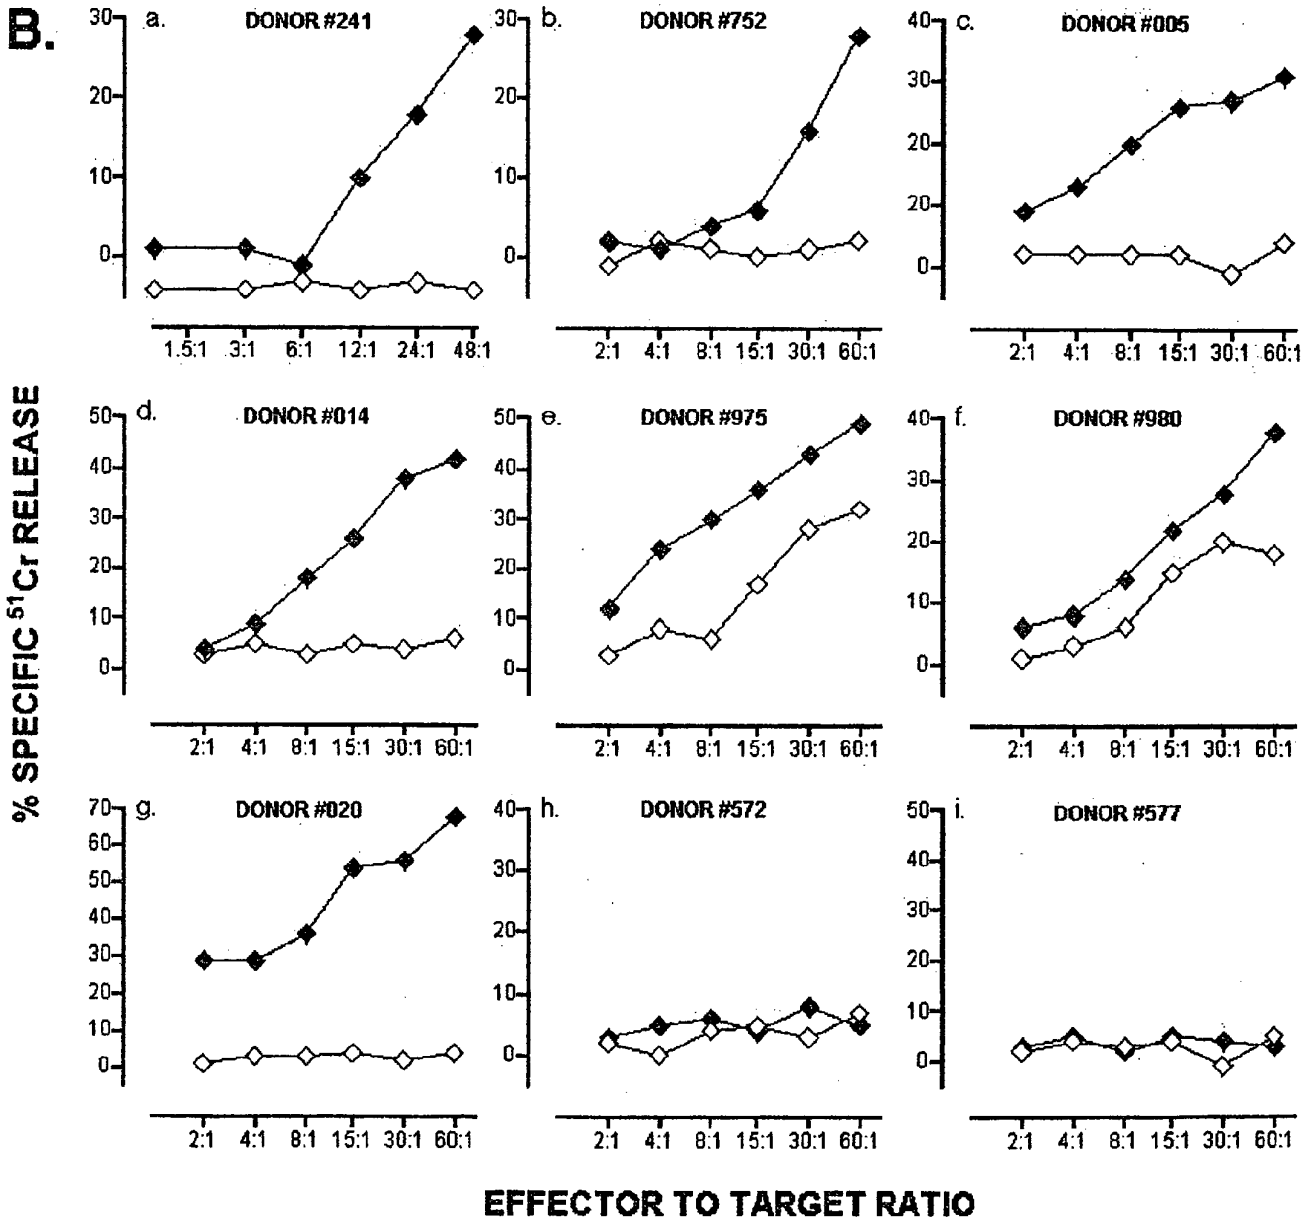 B.
a. DONOR #241
30
20
10
0
1.5:1 3:1 6:1 12:1 24:1 48:1
b. DONOR #752
30
20
10
0
2:1 4:1 8:1 15:1 30:1 60:1
c. DONOR #005
40
30
20
20
0
2:1 4:1 8:1 15:1 30:1 60:1
% SPECIFIC ⁵¹Cr RELEASE
d. DONOR #014
50
40
30
20
10
0
2:1 4:1 8:1 15:1 30:1 60:1
e. DONOR #975
50
40
30
20
10
0
2:1 4:1 8:1 15:1 30:1 60:1
f. DONOR #980
40
30
20
10
0
2:1 4:1 8:1 15:1 30:1 60:1
g. DONOR #020
70
60
50
40
30
20
10
0
2:1 4:1 8:1 15:1 30:1 60:1
h. DONOR #572
40
30
20
10
0
2:1 4:1 8:1 15:1 30:1 60:1
i. DONOR #577
50
40
30
20
10
0
2:1 4:1 8:1 15:1 30:1 60:1
EFFECTOR TO TARGET RATIO